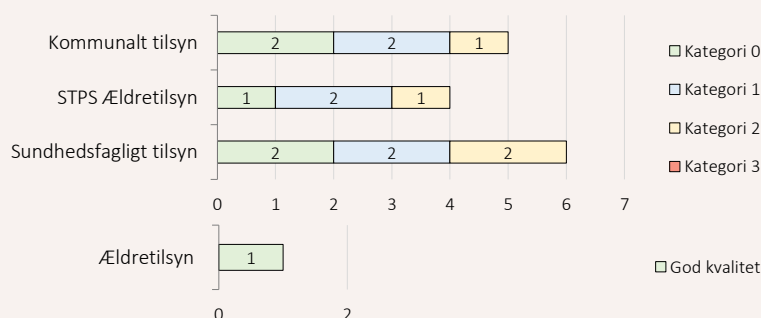 Kommunalt tilsyn 2 2 1
Kategori 0
Kategori 1
STPS Ældretilsyn 1 2 1
Kategori 2
Sundhedsfagligt tilsyn 2 2 2
Kategori 3
0 1 2 3 4 5 6 7
Ældretilsyn 1
God kvalitet
0 2